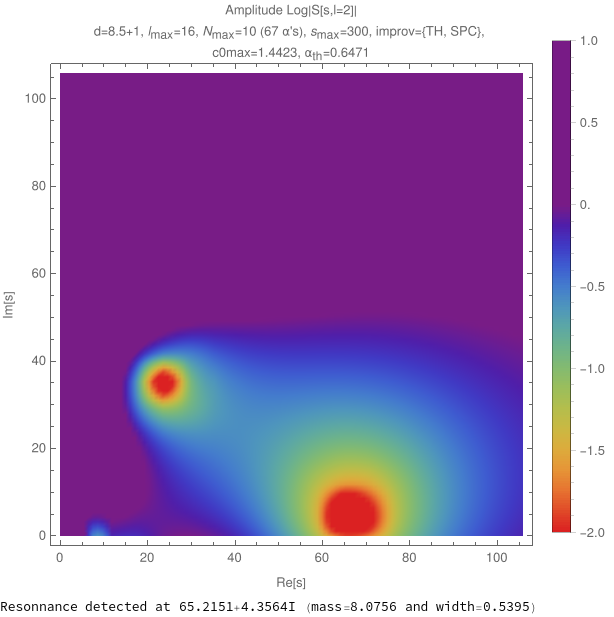 Amplitude Log|S[s,l=2]|
d=8.5+1, lmax=16, Nmax=10 (67 α's), smax=300, improv={TH, SPC},
c0max=1.4423, αth=0.6471
1.0
0.5
0.
−0.5
−1.0
−1.5
−2.0
100
80
60
40
20
0
Im[s]
0 20 40 60 80 100
Re[s]
Resonnance detected at 65.2151+4.3564I (mass=8.0756 and width=0.5395)